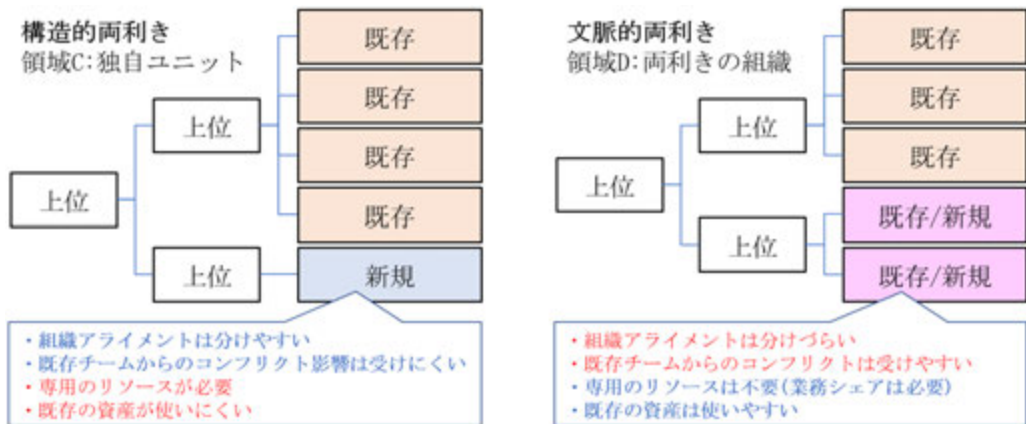 構造的両利き
領域C:独自ユニット
上位
上位
上位
既存
既存
既存
既存
新規
・組織アライメントは分けやすい
・既存チームからのコンフリクト影響は受けにくい
・専用のリソースが必要
・既存の資産が使いにくい
文脈的両利き
領域D:両利きの組織
上位
上位
上位
既存
既存
既存
既存/新規
既存/新規
・組織アライメントは分けづらい
・既存チームからのコンフリクトは受けやすい
・専用のリソースは不要(業務シェアは必要)
・既存の資産は使いやすい